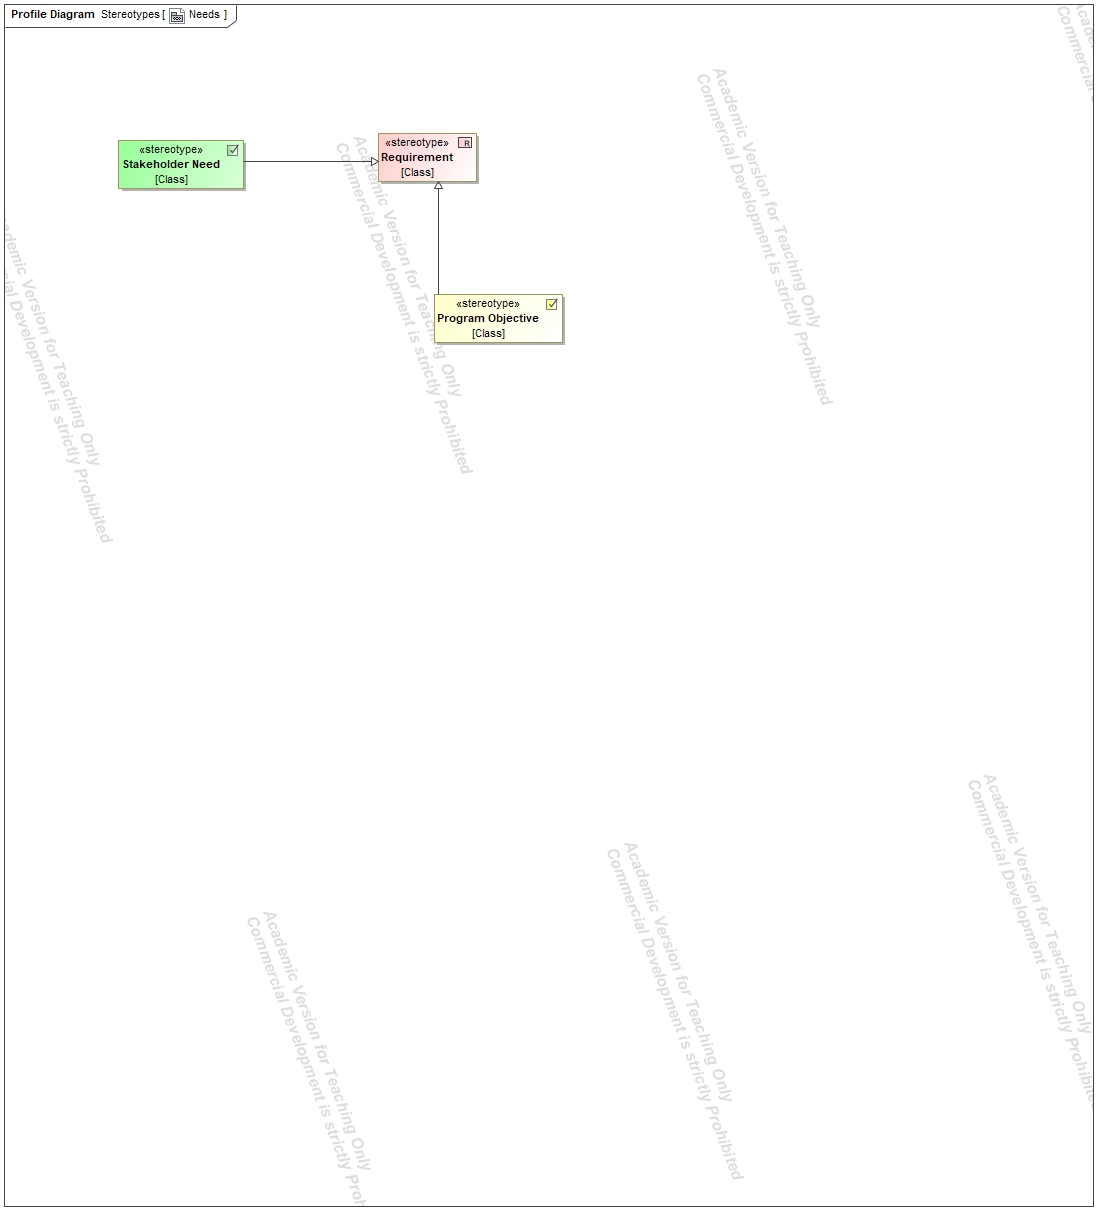 Profile Diagram Stereotypes [ Needs ]
«stereotype»
Stakeholder Need
[Class]
«stereotype»
R
Requirement
[Class]
«stereotype»
Program Objective
[Class]
Academic Version for Teaching Only
Commercial Development is strictly Prohibited
Academic Version for Teaching Only
Commercial Development is strictly Prohibited
Version for Teaching Only
Development is strictly Prohibited
Academic Version for Teaching Only
Commercial Development is strictly Prohibited
Academic Version for Teaching Only
Commercial Development is strictly Prohibited
Academic Version for Teaching Only
Commercial Development is strictly
Commercial